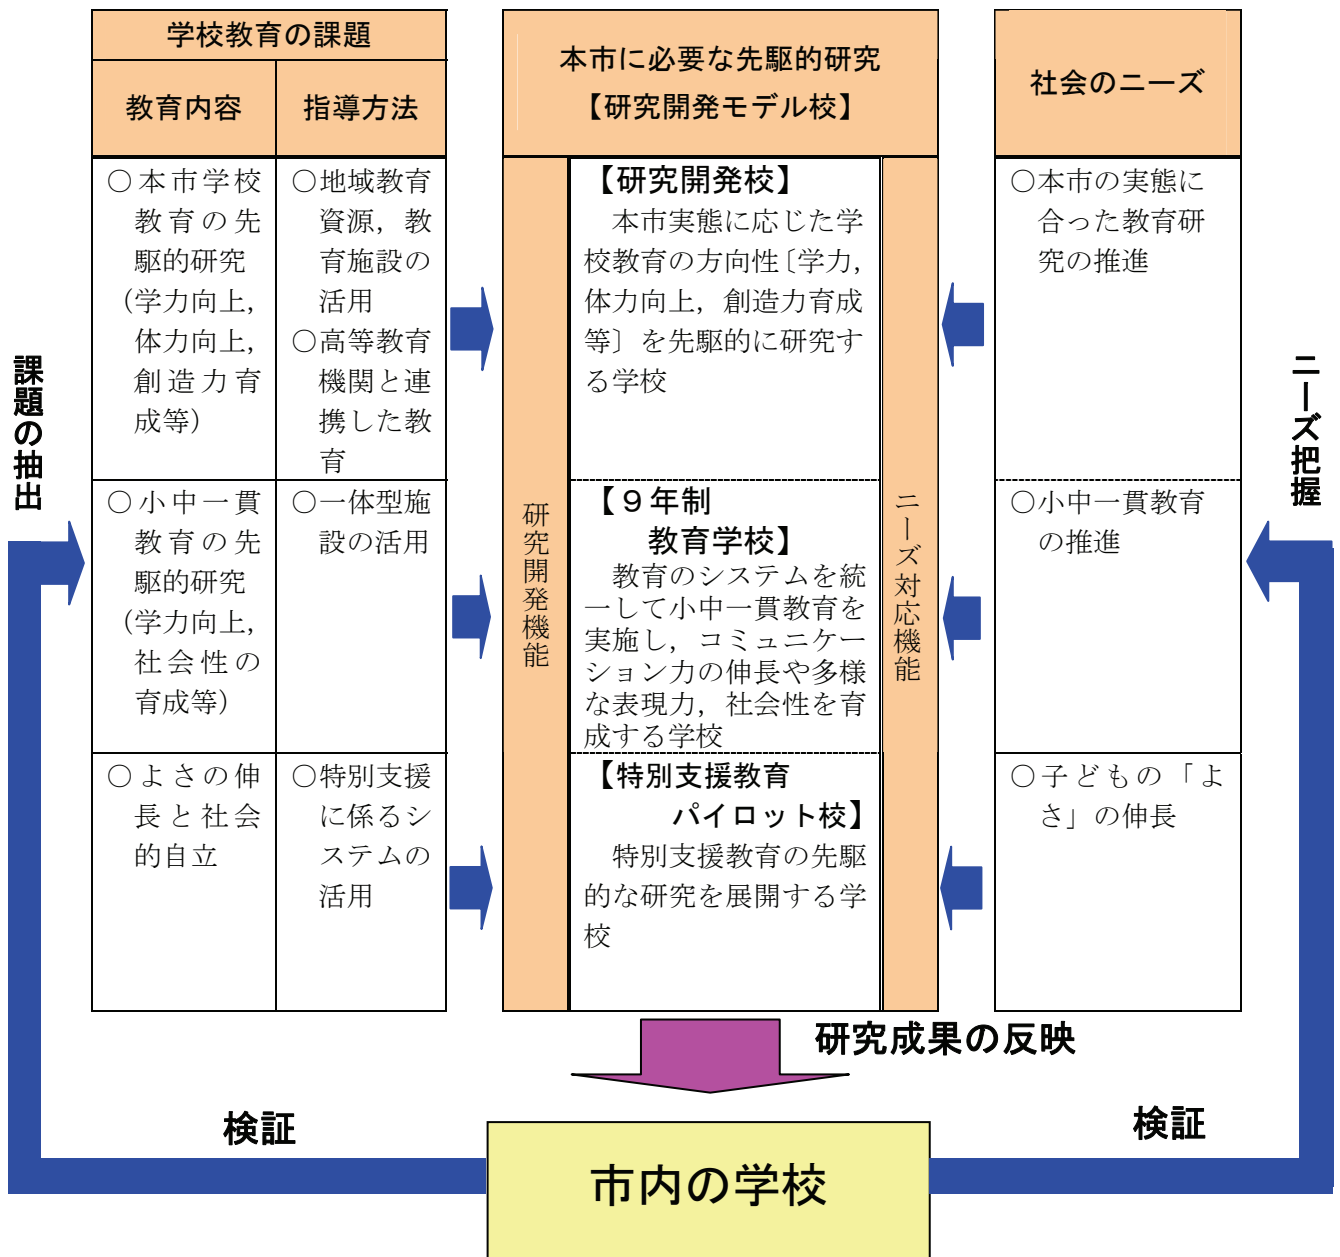 学校教育の課題
教育内容
指導方法
○本市学校
教育の先
駆的研究
（学力向上，
体力向上，
創造力育
成等）
○地域教育
資源，教
育施設の
活用
○高等教育
機関と連
携した教
育
○小中一貫
教育の先
駆的研究
（学力向上，
社会性の
育成等）
○一体型施
設の活用
○よさの伸
長と社会
的自立
○特別支援
に係るシ
ステムの
活用
本市に必要な先駆的研究
【研究開発モデル校】
研究開発機能
【研究開発校】
本市実態に応じた学
校教育の方向性〔学力，
体力向上，創造力育成
等〕を先駆的に研究す
る学校
【９年制
教育学校】
教育のシステムを統
一して小中一貫教育を
実施し，コミュニケー
ション力の伸長や多様
な表現力，社会性を育
成する学校
【特別支援教育
パイロット校】
特別支援教育の先駆
的な研究を展開する学
校
ニーズ対応機能
社会のニーズ
○本市の実態に
合った教育研
究の推進
○小中一貫教育
の推進
○子どもの「よ
さ」の伸長
課題の抽出
ニーズ把握
研究成果の反映
検証
検証
市内の学校